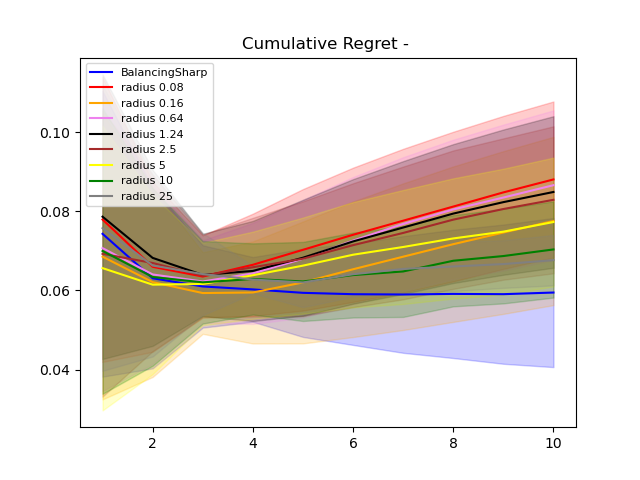 Cumulative Regret -
BalancingSharp
radius 0.08
radius 0.16
radius 0.64
radius 1.24
radius 2.5
radius 5
radius 10
radius 25
0.10
0.08
0.06
0.04
2 4 6 8 10